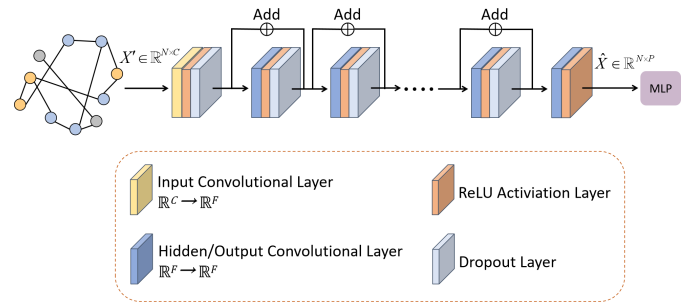 Add Add Add
X′ ∈ ℝ^{N×C}
X̂ ∈ ℝ^{N×P}
MLP
Input Convolutional Layer
ℝ^C → ℝ^F
ReLU Activiation Layer
Hidden/Output Convolutional Layer
ℝ^F → ℝ^F
Dropout Layer